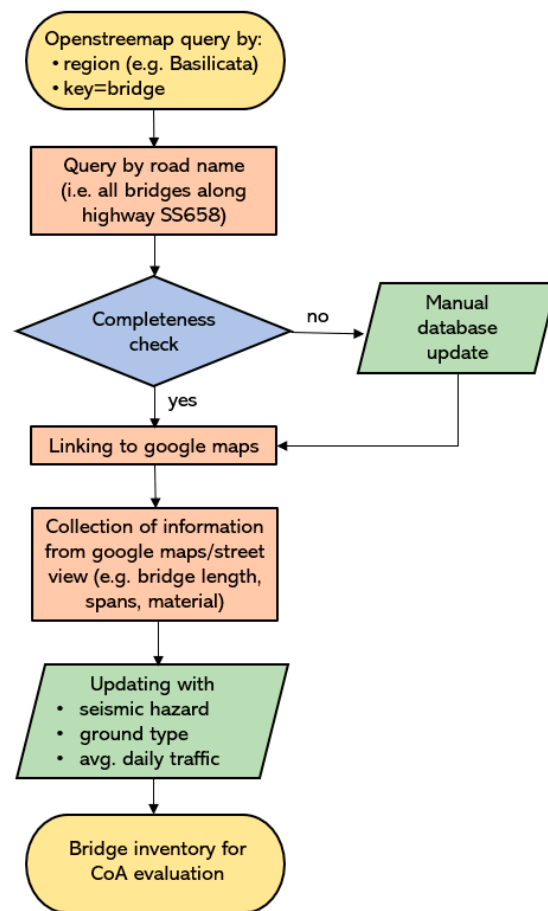 Openstreemap query by:
• region (e.g. Basilicata)
• key=bridge
Query by road name
(i.e. all bridges along
highway SS658)
Completeness
check
no
Manual
database
update
yes
Linking to google maps
Collection of information
from google maps/street
view (e.g. bridge length,
spans, material)
Updating with
• seismic hazard
• ground type
• avg. daily traffic
Bridge inventory for
CoA evaluation